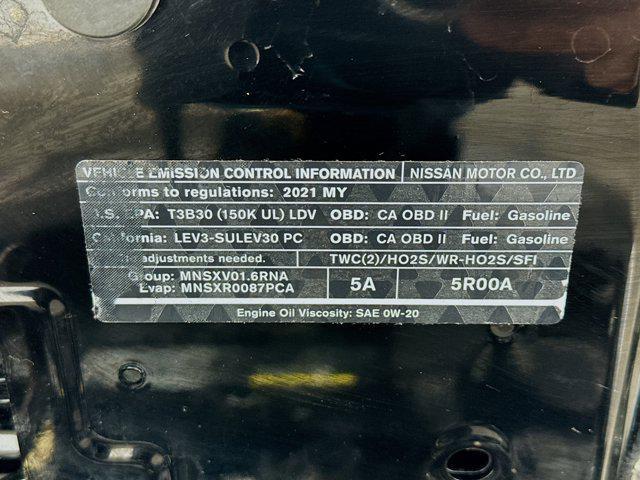 VEHICLE EMISSION CONTROL INFORMATION NISSAN MOTOR CO., LTD
Conforms to regulations: 2021 MY
U.S. EPA: T3B30 (150K UL) LDV OBD: CA OBD II Fuel: Gasoline
California: LEV3-SULEV30 PC OBD: CA OBD II Fuel: Gasoline
adjustments needed. TWC(2)/HO2S/WR-HO2S/SFI
Group: MNSXV01.6RNA
Evap: MNSXR0087PCA
5A 5R00A
Engine Oil Viscosity: SAE 0W-20